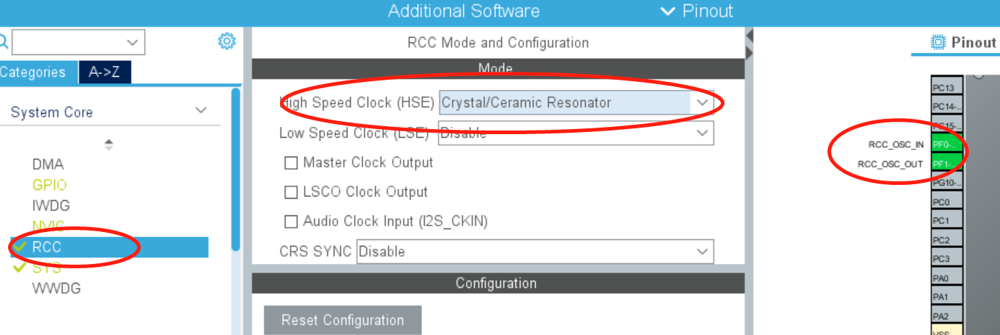 Additional Software
Pinout
Categories
A->Z
System Core
DMA
GPIO
IWDG
NVIC
RCC
SYS
WWDG
RCC Mode and Configuration
Mode
High Speed Clock (HSE) Crystal/Ceramic Resonator
Low Speed Clock (LSE) Disable
Master Clock Output
LSCO Clock Output
Audio Clock Input (I2S_CKIN)
CRS SYNC Disable
Configuration
Reset Configuration
Pinout
PC13
PC14-..
PC15-..
RCC_OSC_IN PF0-..
RCC_OSC_OUT PF1-..
PG10-..
PC0
PC1
PC2
PC3
PA0
PA1
PA2
VSS